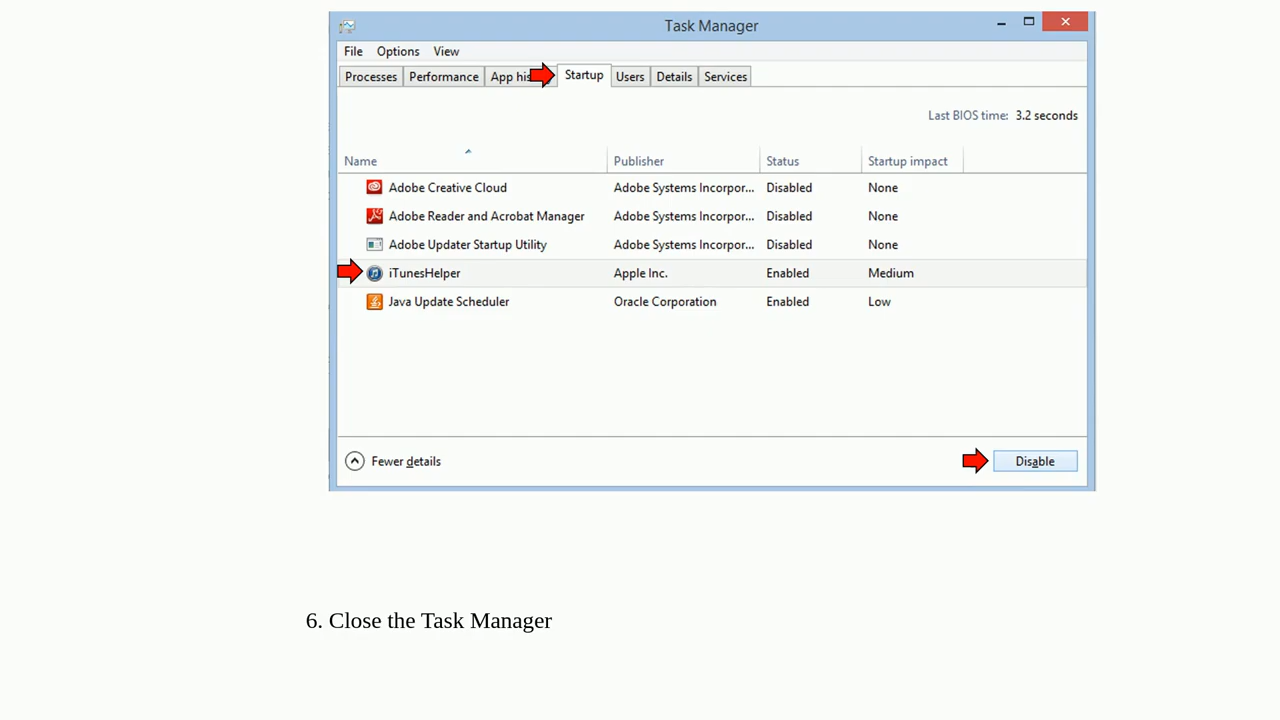 Task Manager
File Options View
Processes Performance App his Startup Users Details Services
Last BIOS time: 3.2 seconds
Name Publisher Status Startup impact
Adobe Creative Cloud Adobe Systems Incorpor... Disabled None
Adobe Reader and Acrobat Manager Adobe Systems Incorpor... Disabled None
Adobe Updater Startup Utility Adobe Systems Incorpor... Disabled None
iTunesHelper Apple Inc. Enabled Medium
Java Update Scheduler Oracle Corporation Enabled Low
Fewer details Disable
6. Close the Task Manager